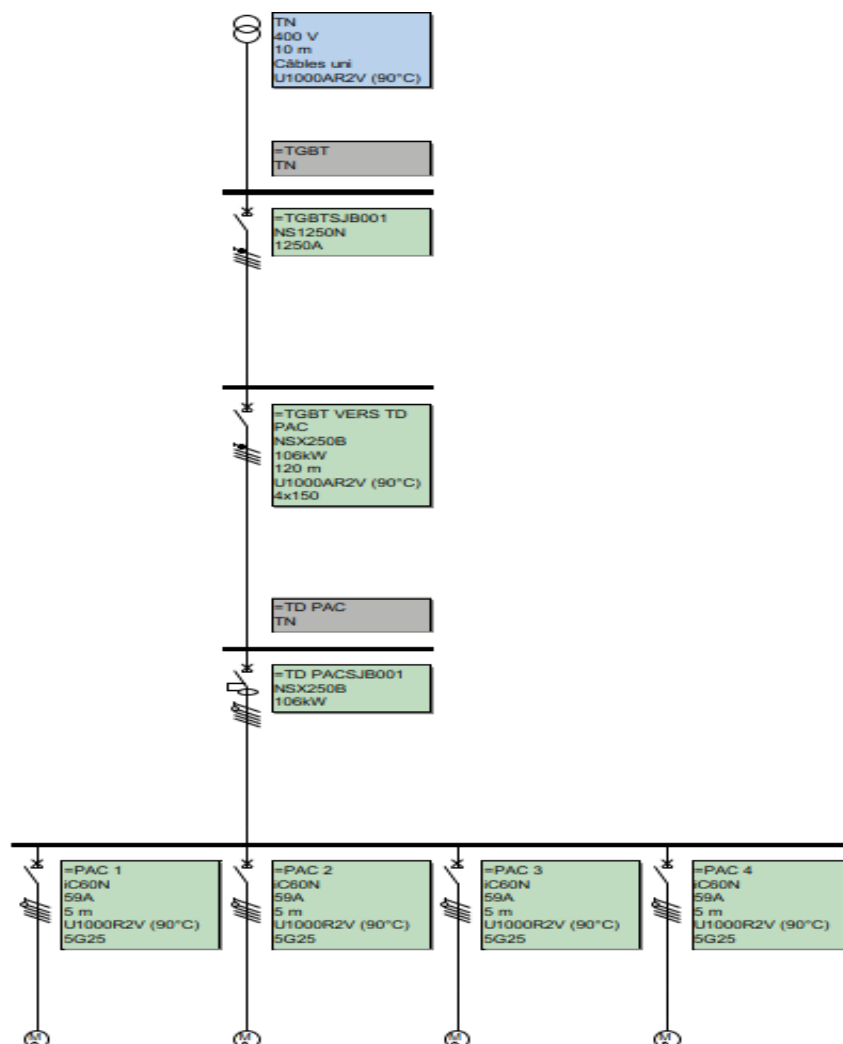 TN
400 V
10 m
Câbles uni
U1000AR2V (90°C)
=TGBT
TN
=TGBTSJB001
NS1250N
1250A
=TGBT VERS TD
PAC
NSX250B
106kW
120 m
U1000AR2V (90°C)
4x150
=TD PAC
TN
=TD PACSJB001
NSX250B
106kW
=PAC 1
iC60N
59A
5 m
U1000R2V (90°C)
5G25
=PAC 2
iC60N
59A
5 m
U1000R2V (90°C)
5G25
=PAC 3
iC60N
59A
5 m
U1000R2V (90°C)
5G25
=PAC 4
iC60N
59A
5 m
U1000R2V (90°C)
5G25
M
M
M
M